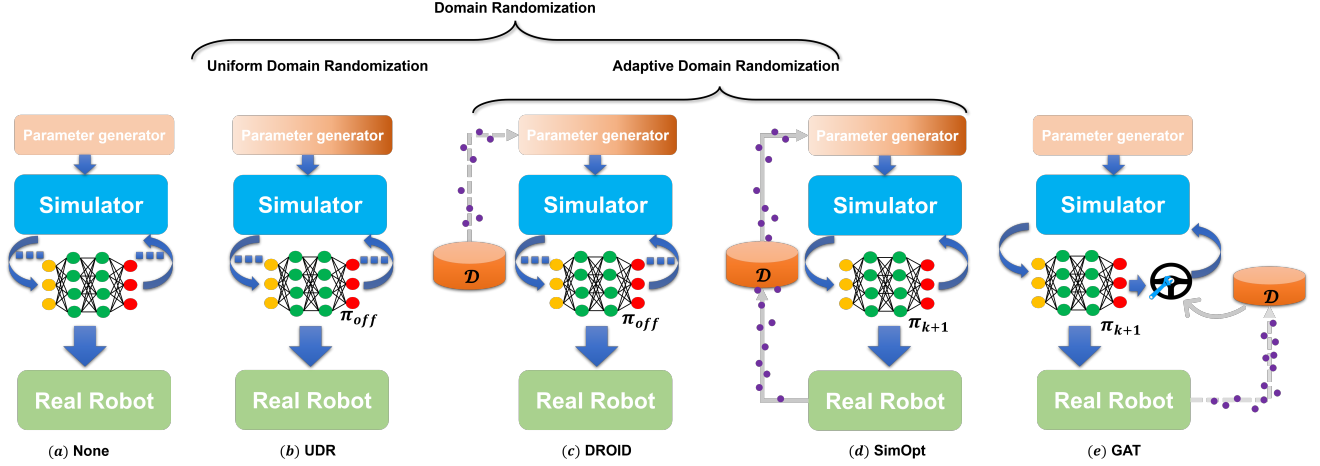 Domain Randomization
Uniform Domain Randomization
Adaptive Domain Randomization
Parameter generator
Simulator
Real Robot
(a) None
Parameter generator
Simulator
π_off
Real Robot
(b) UDR
Parameter generator
Simulator
𝒟
π_off
Real Robot
(c) DROID
Parameter generator
Simulator
𝒟
π_{k+1}
Real Robot
(d) SimOpt
Parameter generator
Simulator
𝒟
π_{k+1}
Real Robot
(e) GAT